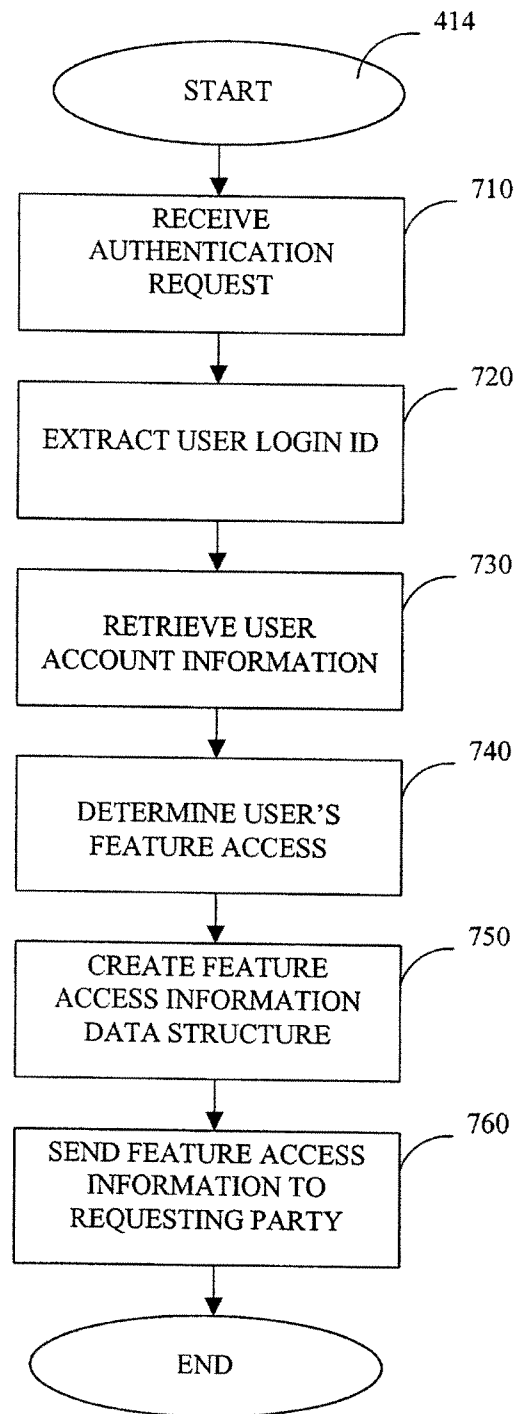 414
START
710
RECEIVE
AUTHENTICATION
REQUEST
720
EXTRACT USER LOGIN ID
730
RETRIEVE USER
ACCOUNT INFORMATION
740
DETERMINE USER'S
FEATURE ACCESS
750
CREATE FEATURE
ACCESS INFORMATION
DATA STRUCTURE
760
SEND FEATURE ACCESS
INFORMATION TO
REQUESTING PARTY
END